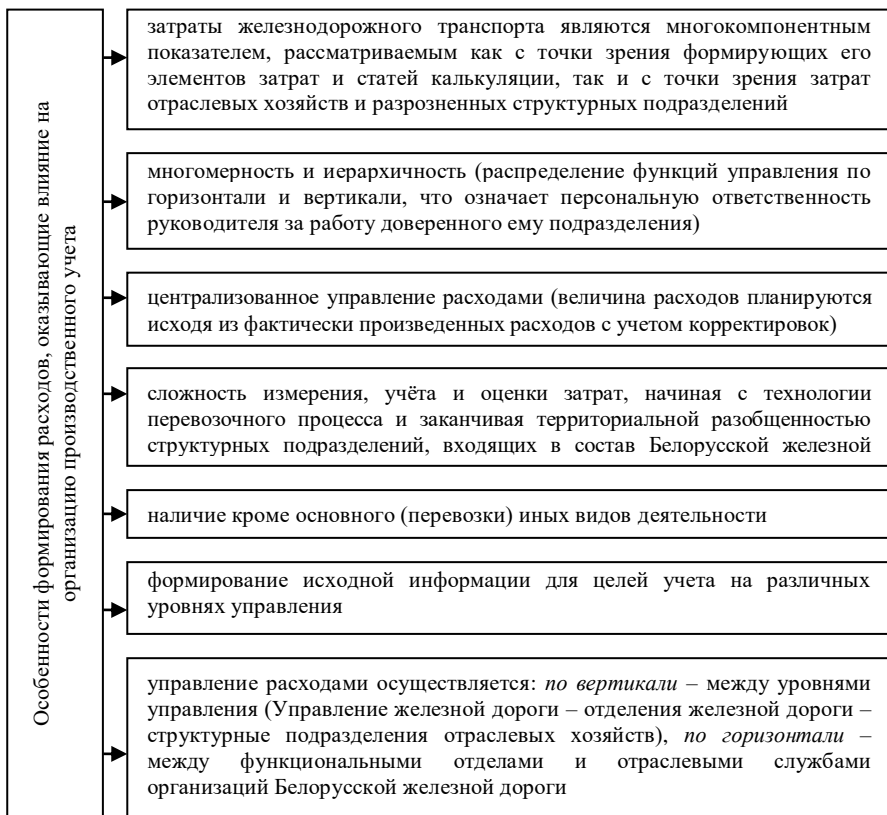 Особенности формирования расходов, оказывающие влияние на
организацию производственного учета
затраты железнодорожного транспорта являются многокомпонентным
показателем, рассматриваемым как с точки зрения формирующих его
элементов затрат и статей калькуляции, так и с точки зрения затрат
отраслевых хозяйств и разрозненных структурных подразделений
многомерность и иерархичность (распределение функций управления по
горизонтали и вертикали, что означает персональную ответственность
руководителя за работу доверенного ему подразделения)
централизованное управление расходами (величина расходов планируются
исходя из фактически произведенных расходов с учетом корректировок)
сложность измерения, учёта и оценки затрат, начиная с технологии
перевозочного процесса и заканчивая территориальной разобщенностью
структурных подразделений, входящих в состав Белорусской железной
наличие кроме основного (перевозки) иных видов деятельности
формирование исходной информации для целей учета на различных
уровнях управления
управление расходами осуществляется: по вертикали – между уровнями
управления (Управление железной дороги – отделения железной дороги –
структурные подразделения отраслевых хозяйств), по горизонтали –
между функциональными отделами и отраслевыми службами
организаций Белорусской железной дороги